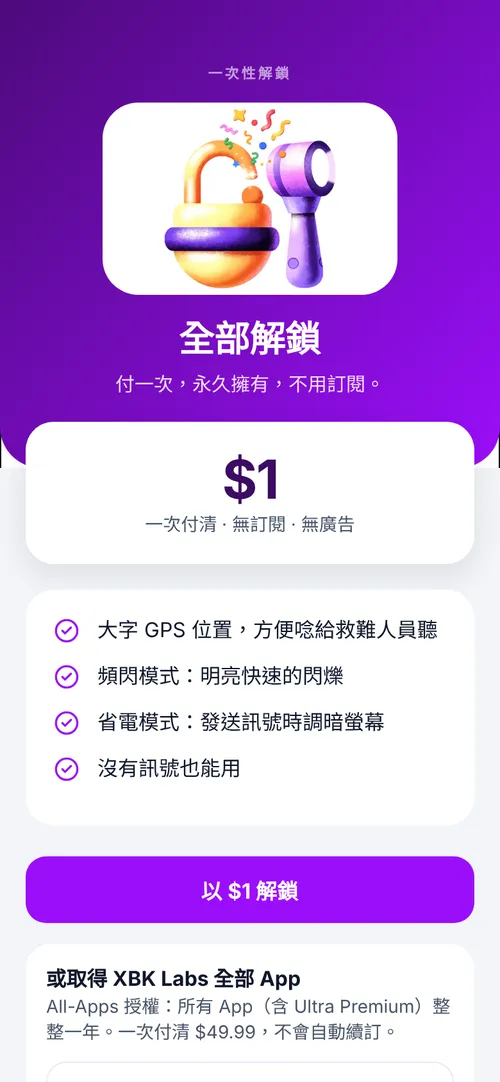 一次性解鎖
全部解鎖
付一次，永久擁有，不用訂閱。
$1
一次付清 · 無訂閱 · 無廣告
大字 GPS 位置，方便唸給救難人員聽
頻閃模式：明亮快速的閃爍
省電模式：發送訊號時調暗螢幕
沒有訊號也能用
以 $1 解鎖
或取得 XBK Labs 全部 App
All-Apps 授權：所有 App（含 Ultra Premium）整
整一年。一次付清 $49.99，不會自動續訂。